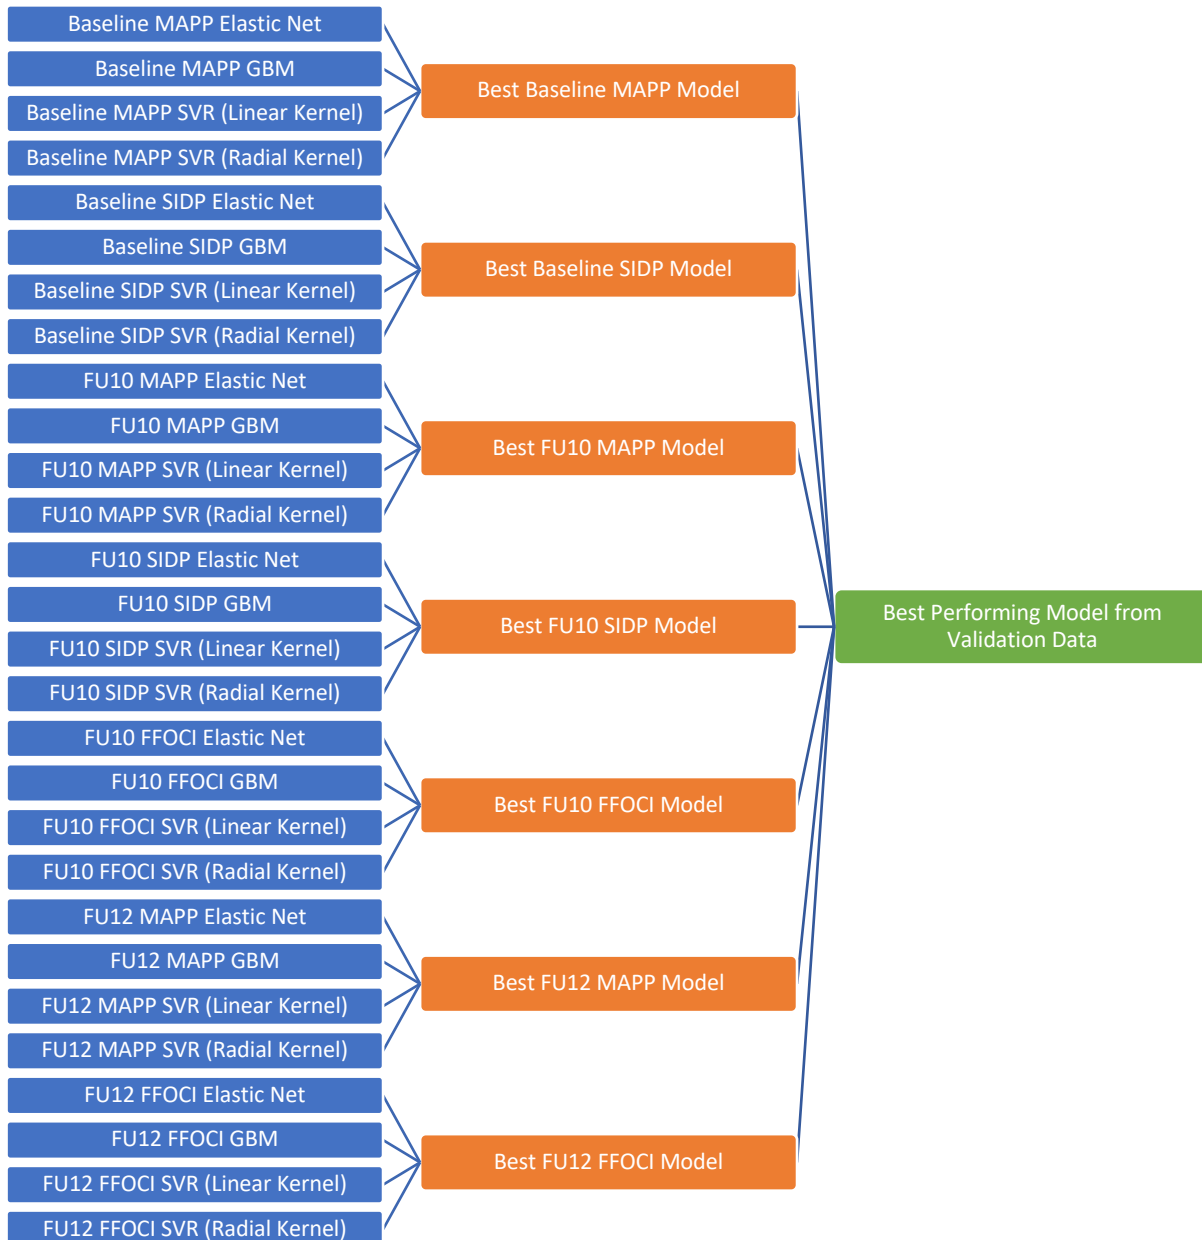 Baseline MAPP Elastic Net
Baseline MAPP GBM
Baseline MAPP SVR (Linear Kernel)
Baseline MAPP SVR (Radial Kernel)
Best Baseline MAPP Model
Baseline SIDP Elastic Net
Baseline SIDP GBM
Baseline SIDP SVR (Linear Kernel)
Baseline SIDP SVR (Radial Kernel)
Best Baseline SIDP Model
FU10 MAPP Elastic Net
FU10 MAPP GBM
FU10 MAPP SVR (Linear Kernel)
FU10 MAPP SVR (Radial Kernel)
Best FU10 MAPP Model
FU10 SIDP Elastic Net
FU10 SIDP GBM
FU10 SIDP SVR (Linear Kernel)
FU10 SIDP SVR (Radial Kernel)
Best FU10 SIDP Model
FU10 FFOCI Elastic Net
FU10 FFOCI GBM
FU10 FFOCI SVR (Linear Kernel)
FU10 FFOCI SVR (Radial Kernel)
Best FU10 FFOCI Model
FU12 MAPP Elastic Net
FU12 MAPP GBM
FU12 MAPP SVR (Linear Kernel)
FU12 MAPP SVR (Radial Kernel)
Best FU12 MAPP Model
FU12 FFOCI Elastic Net
FU12 FFOCI GBM
FU12 FFOCI SVR (Linear Kernel)
FU12 FFOCI SVR (Radial Kernel)
Best FU12 FFOCI Model
Best Performing Model from
Validation Data